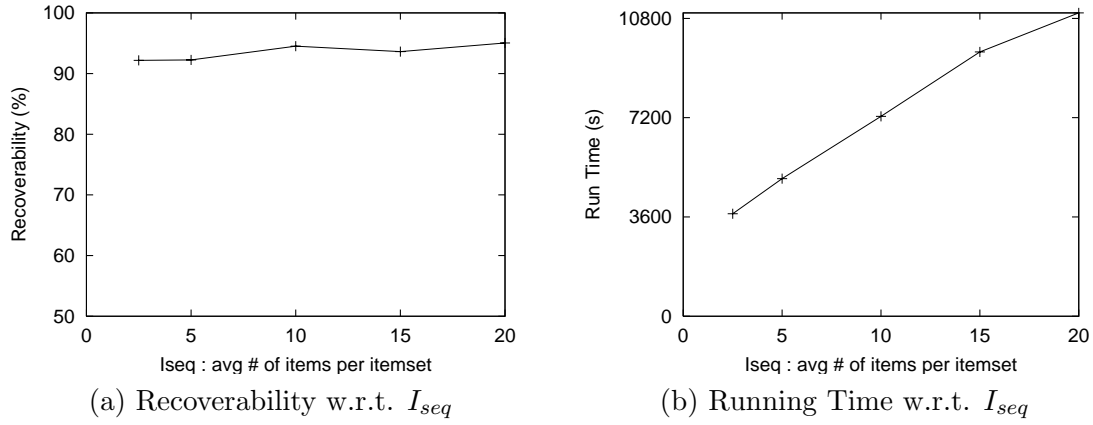 100
90
80
70
60
50
Recoverability (%)
0 5 10 15 20
Iseq : avg # of items per itemset
(a) Recoverability w.r.t. I_seq
10800
7200
3600
0
Run Time (s)
0 5 10 15 20
Iseq : avg # of items per itemset
(b) Running Time w.r.t. I_seq